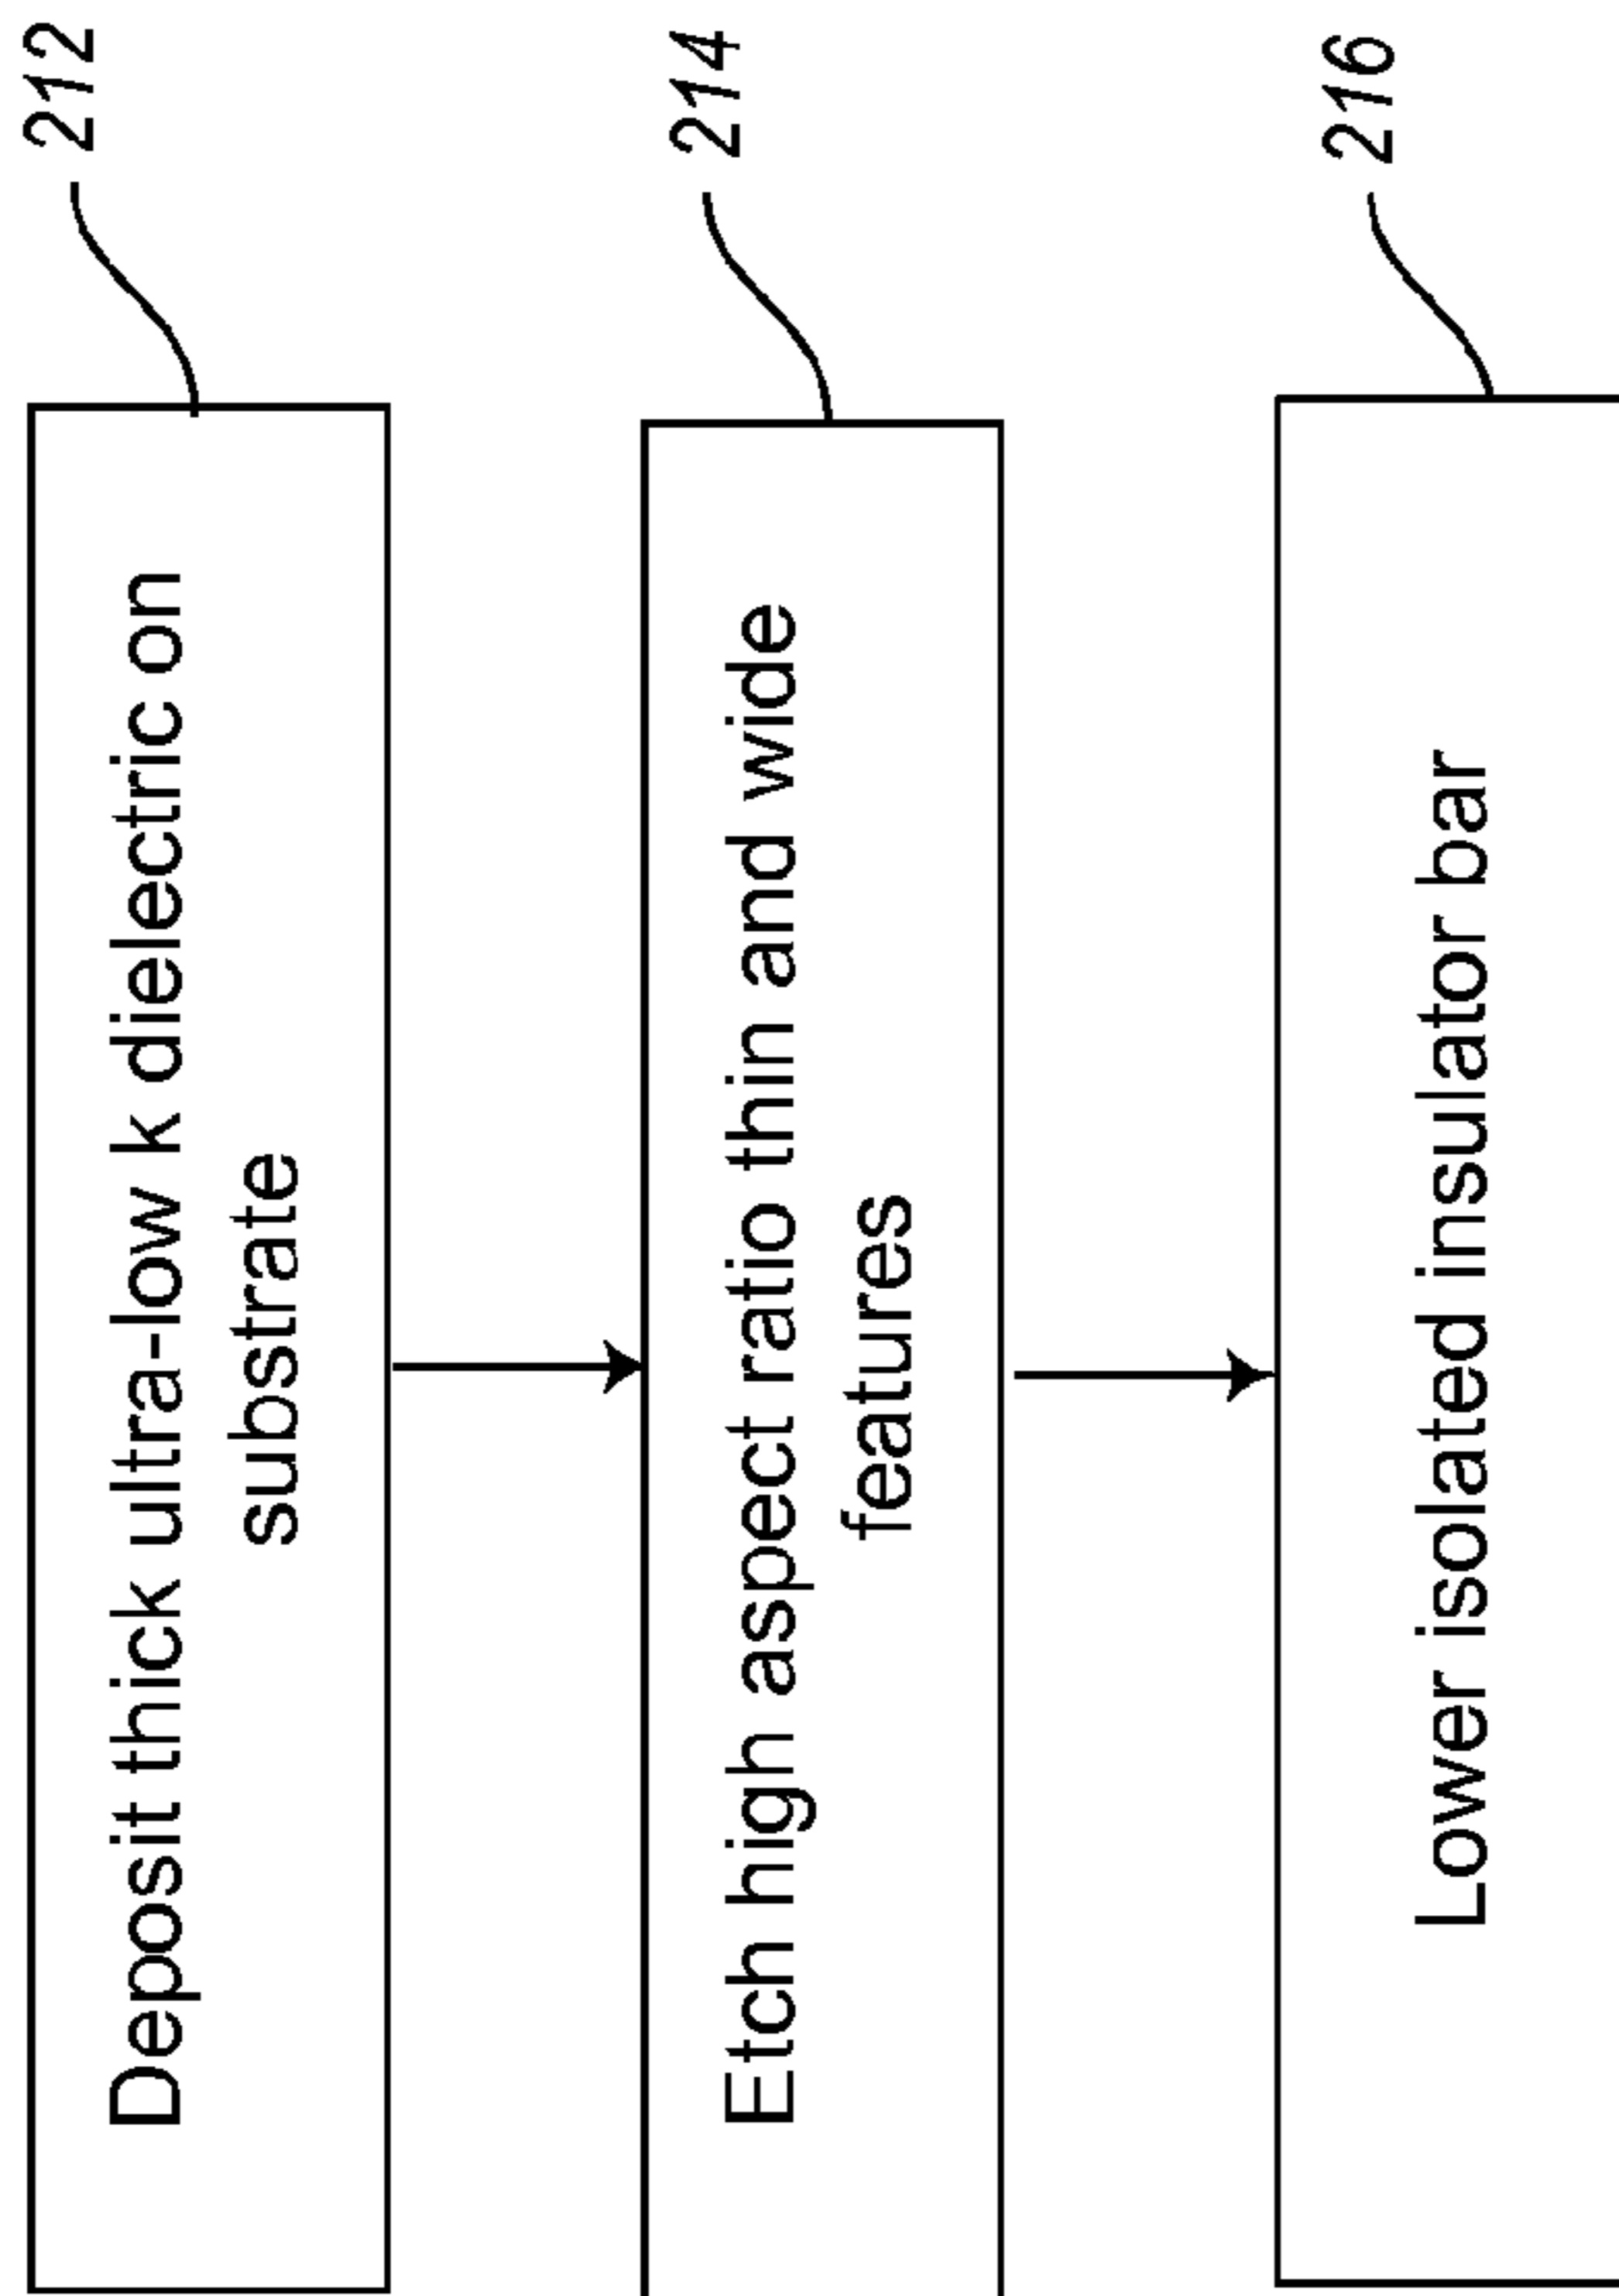 Deposit thick ultra-low k dielectric on
substrate
212
Etch high aspect ratio thin and wide
features
214
Lower isolated insulator bar
216